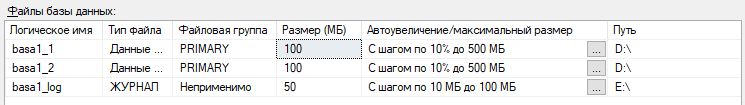 Файлы базы данных:
Логическое имя Тип файла Файловая группа Размер (МБ) Автоувеличение/максимальный размер Путь
basa1_1 Данные ... PRIMARY 100 С шагом по 10% до 500 МБ ... D:\
basa1_2 Данные ... PRIMARY 100 С шагом по 10% до 500 МБ ... D:\
basa1_log ЖУРНАЛ Неприменимо 50 С шагом по 10 МБ до 100 МБ ... E:\